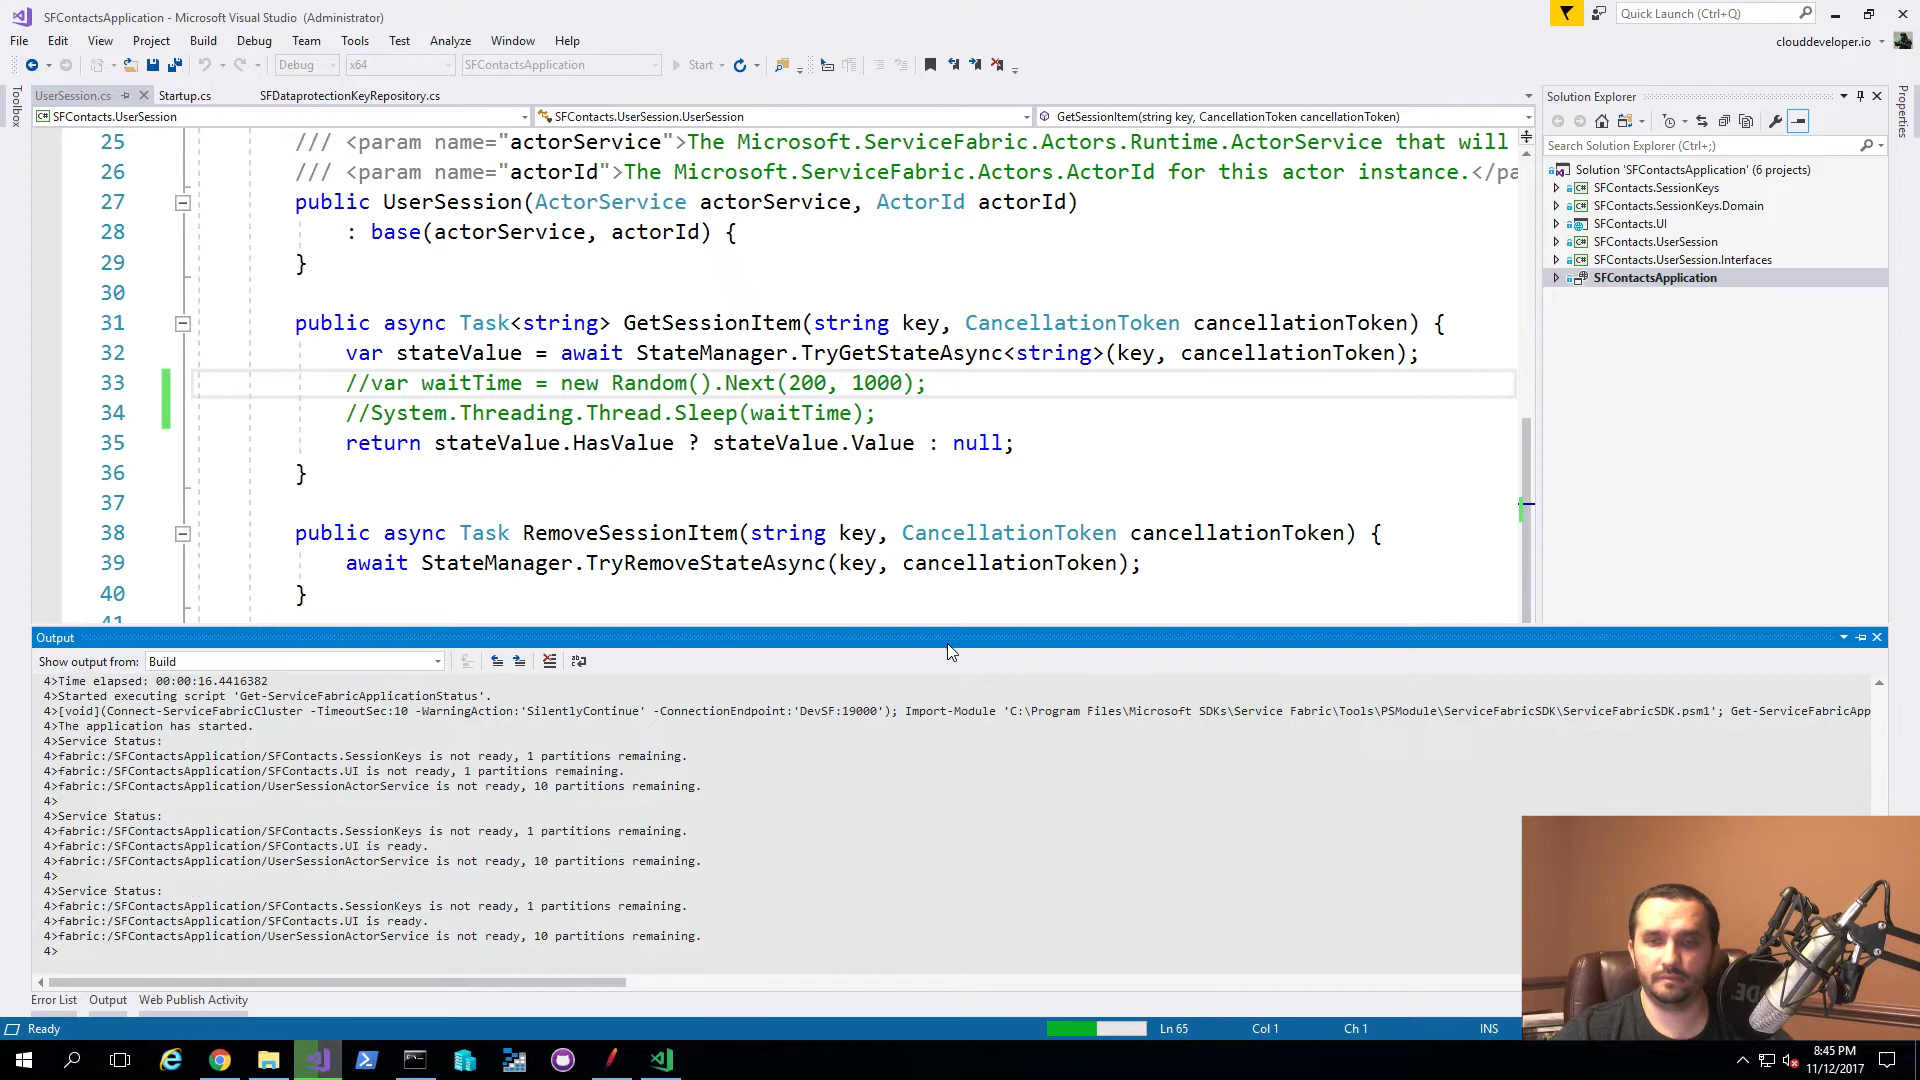 SFContactsApplication - Microsoft Visual Studio (Administrator)
Quick Launch (Ctrl+Q)
File Edit View Project Build Debug Team Tools Test Analyze Window Help
clouddeveloper.io
Debug x64 SFContactsApplication Start
Toolbox
UserSession.cs Startup.cs SFDataprotectionKeyRepository.cs
SFContacts.UserSession SFContacts.UserSession.UserSession GetSessionItem(string key, CancellationToken cancellationToken)
25 /// <param name="actorService">The Microsoft.ServiceFabric.Actors.Runtime.ActorService that will
26 /// <param name="actorId">The Microsoft.ServiceFabric.Actors.ActorId for this actor instance.</pa
27 public UserSession(ActorService actorService, ActorId actorId)
28 : base(actorService, actorId) {
29 }
30
31 public async Task<string> GetSessionItem(string key, CancellationToken cancellationToken) {
32 var stateValue = await StateManager.TryGetStateAsync<string>(key, cancellationToken);
33 //var waitTime = new Random().Next(200, 1000);
34 //System.Threading.Thread.Sleep(waitTime);
35 return stateValue.HasValue ? stateValue.Value : null;
36 }
37
38 public async Task RemoveSessionItem(string key, CancellationToken cancellationToken) {
39 await StateManager.TryRemoveStateAsync(key, cancellationToken);
40 }
41
Solution Explorer
Search Solution Explorer (Ctrl+;)
Solution 'SFContactsApplication' (6 projects)
SFContacts.SessionKeys
SFContacts.SessionKeys.Domain
SFContacts.UI
SFContacts.UserSession
SFContacts.UserSession.Interfaces
SFContactsApplication
Properties
Output
Show output from: Build
4>Time elapsed: 00:00:16.4416382
4>Started executing script 'Get-ServiceFabricApplicationStatus'.
4>[void](Connect-ServiceFabricCluster -TimeoutSec:10 -WarningAction:'SilentlyContinue' -ConnectionEndpoint:'DevSF:19000'); Import-Module 'C:\Program Files\Microsoft SDKs\Service Fabric\Tools\PSModule\ServiceFabricSDK\ServiceFabricSDK.psm1'; Get-ServiceFabricApp
4>The application has started.
4>Service Status:
4>fabric:/SFContactsApplication/SFContacts.SessionKeys is not ready, 1 partitions remaining.
4>fabric:/SFContactsApplication/SFContacts.UI is not ready, 1 partitions remaining.
4>fabric:/SFContactsApplication/UserSessionActorService is not ready, 10 partitions remaining.
4>
4>Service Status:
4>fabric:/SFContactsApplication/SFContacts.SessionKeys is not ready, 1 partitions remaining.
4>fabric:/SFContactsApplication/SFContacts.UI is ready.
4>fabric:/SFContactsApplication/UserSessionActorService is not ready, 10 partitions remaining.
4>
4>Service Status:
4>fabric:/SFContactsApplication/SFContacts.SessionKeys is not ready, 1 partitions remaining.
4>fabric:/SFContactsApplication/SFContacts.UI is ready.
4>fabric:/SFContactsApplication/UserSessionActorService is not ready, 10 partitions remaining.
4>
Error List Output Web Publish Activity
Ready Ln 65 Col 1 Ch 1 INS
8:45 PM
11/12/2017